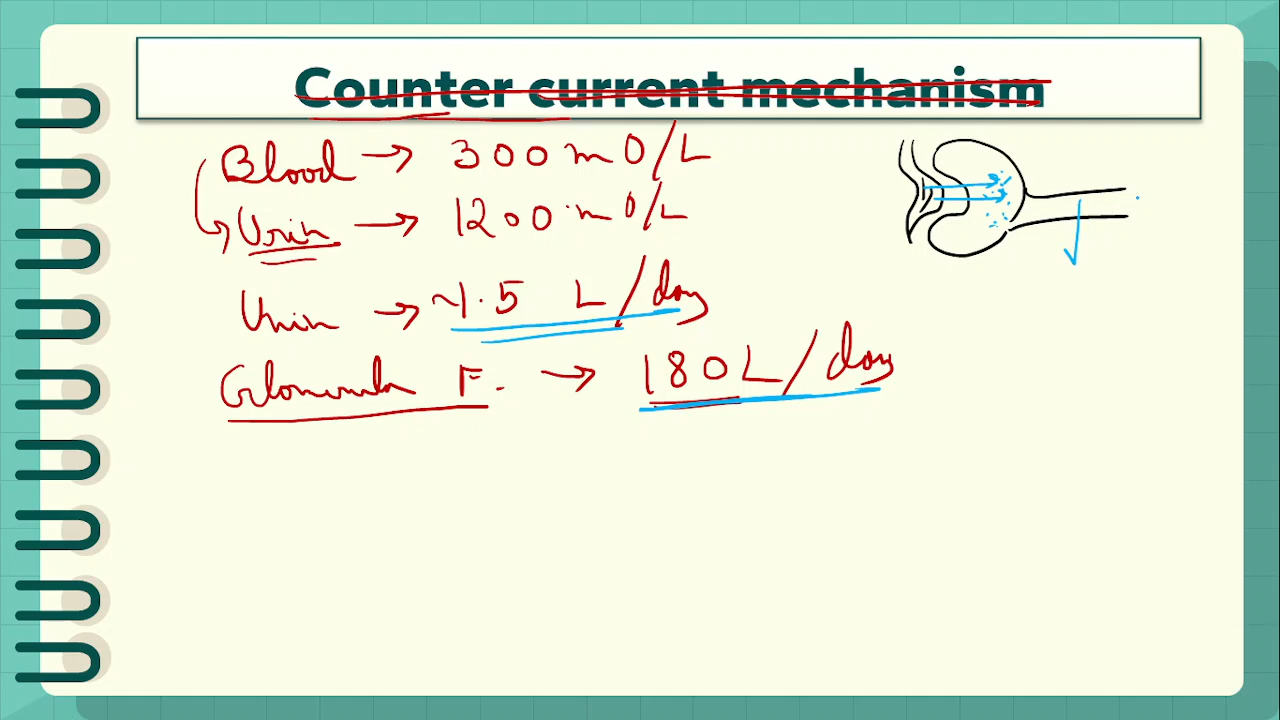 Counter current mechanism
Blood → 300 mO/L
Urin → 1200 mO/L
Urin → ~1.5 L/day
Glomerula F. → 180L/day